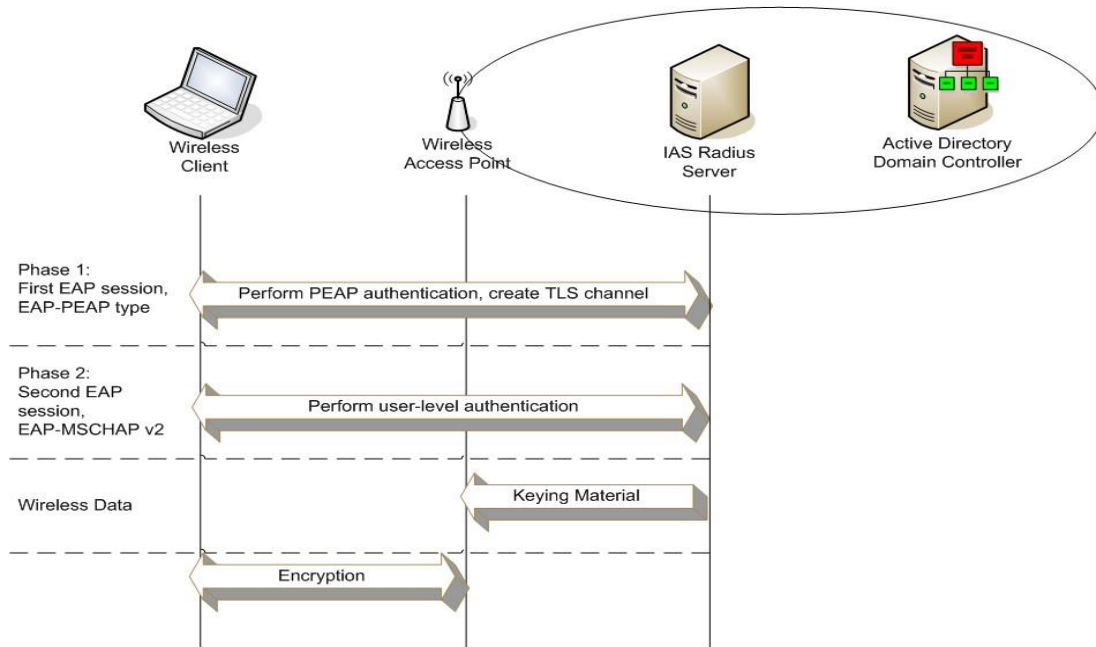 Wireless
Client
Wireless
Access Point
IAS Radius
Server
Active Directory
Domain Controller
Phase 1:
First EAP session,
EAP-PEAP type
Perform PEAP authentication, create TLS channel
Phase 2:
Second EAP
session,
EAP-MSCHAP v2
Perform user-level authentication
Wireless Data
Keying Material
Encryption